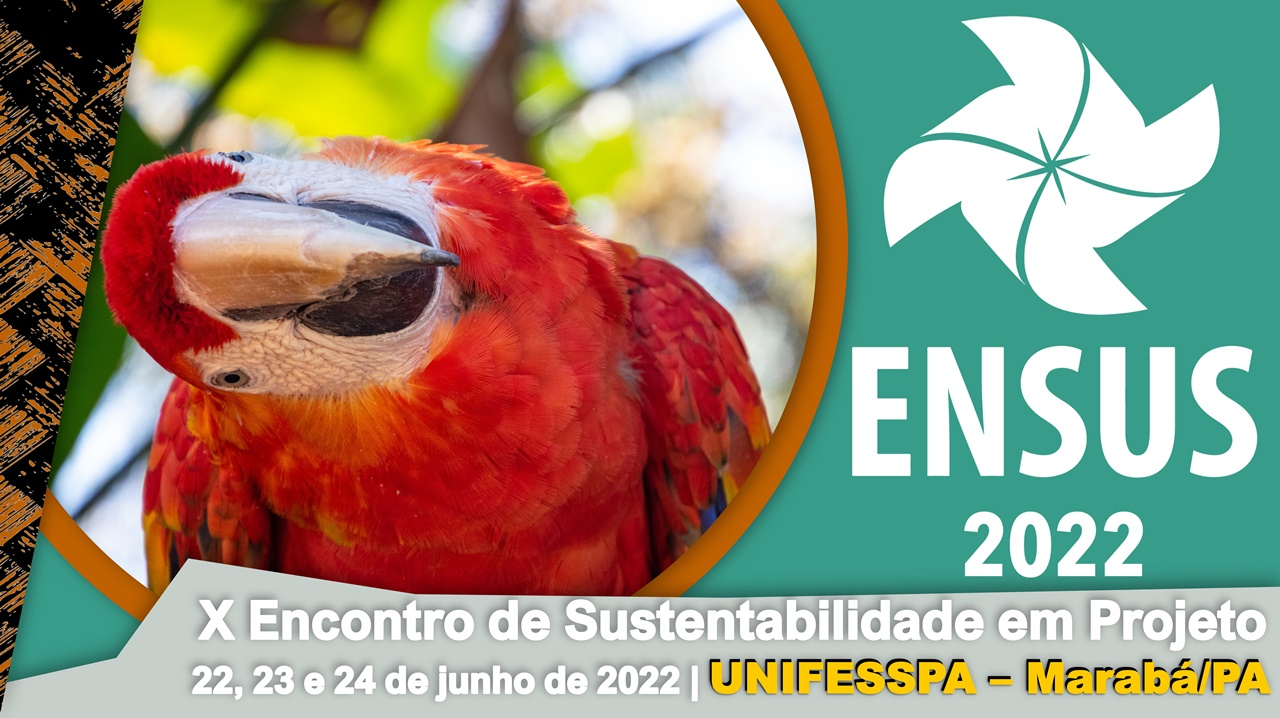 ENSUS
2022
X Encontro de Sustentabilidade em Projeto
22, 23 e 24 de junho de 2022 | UNIFESSPA – Marabá/PA